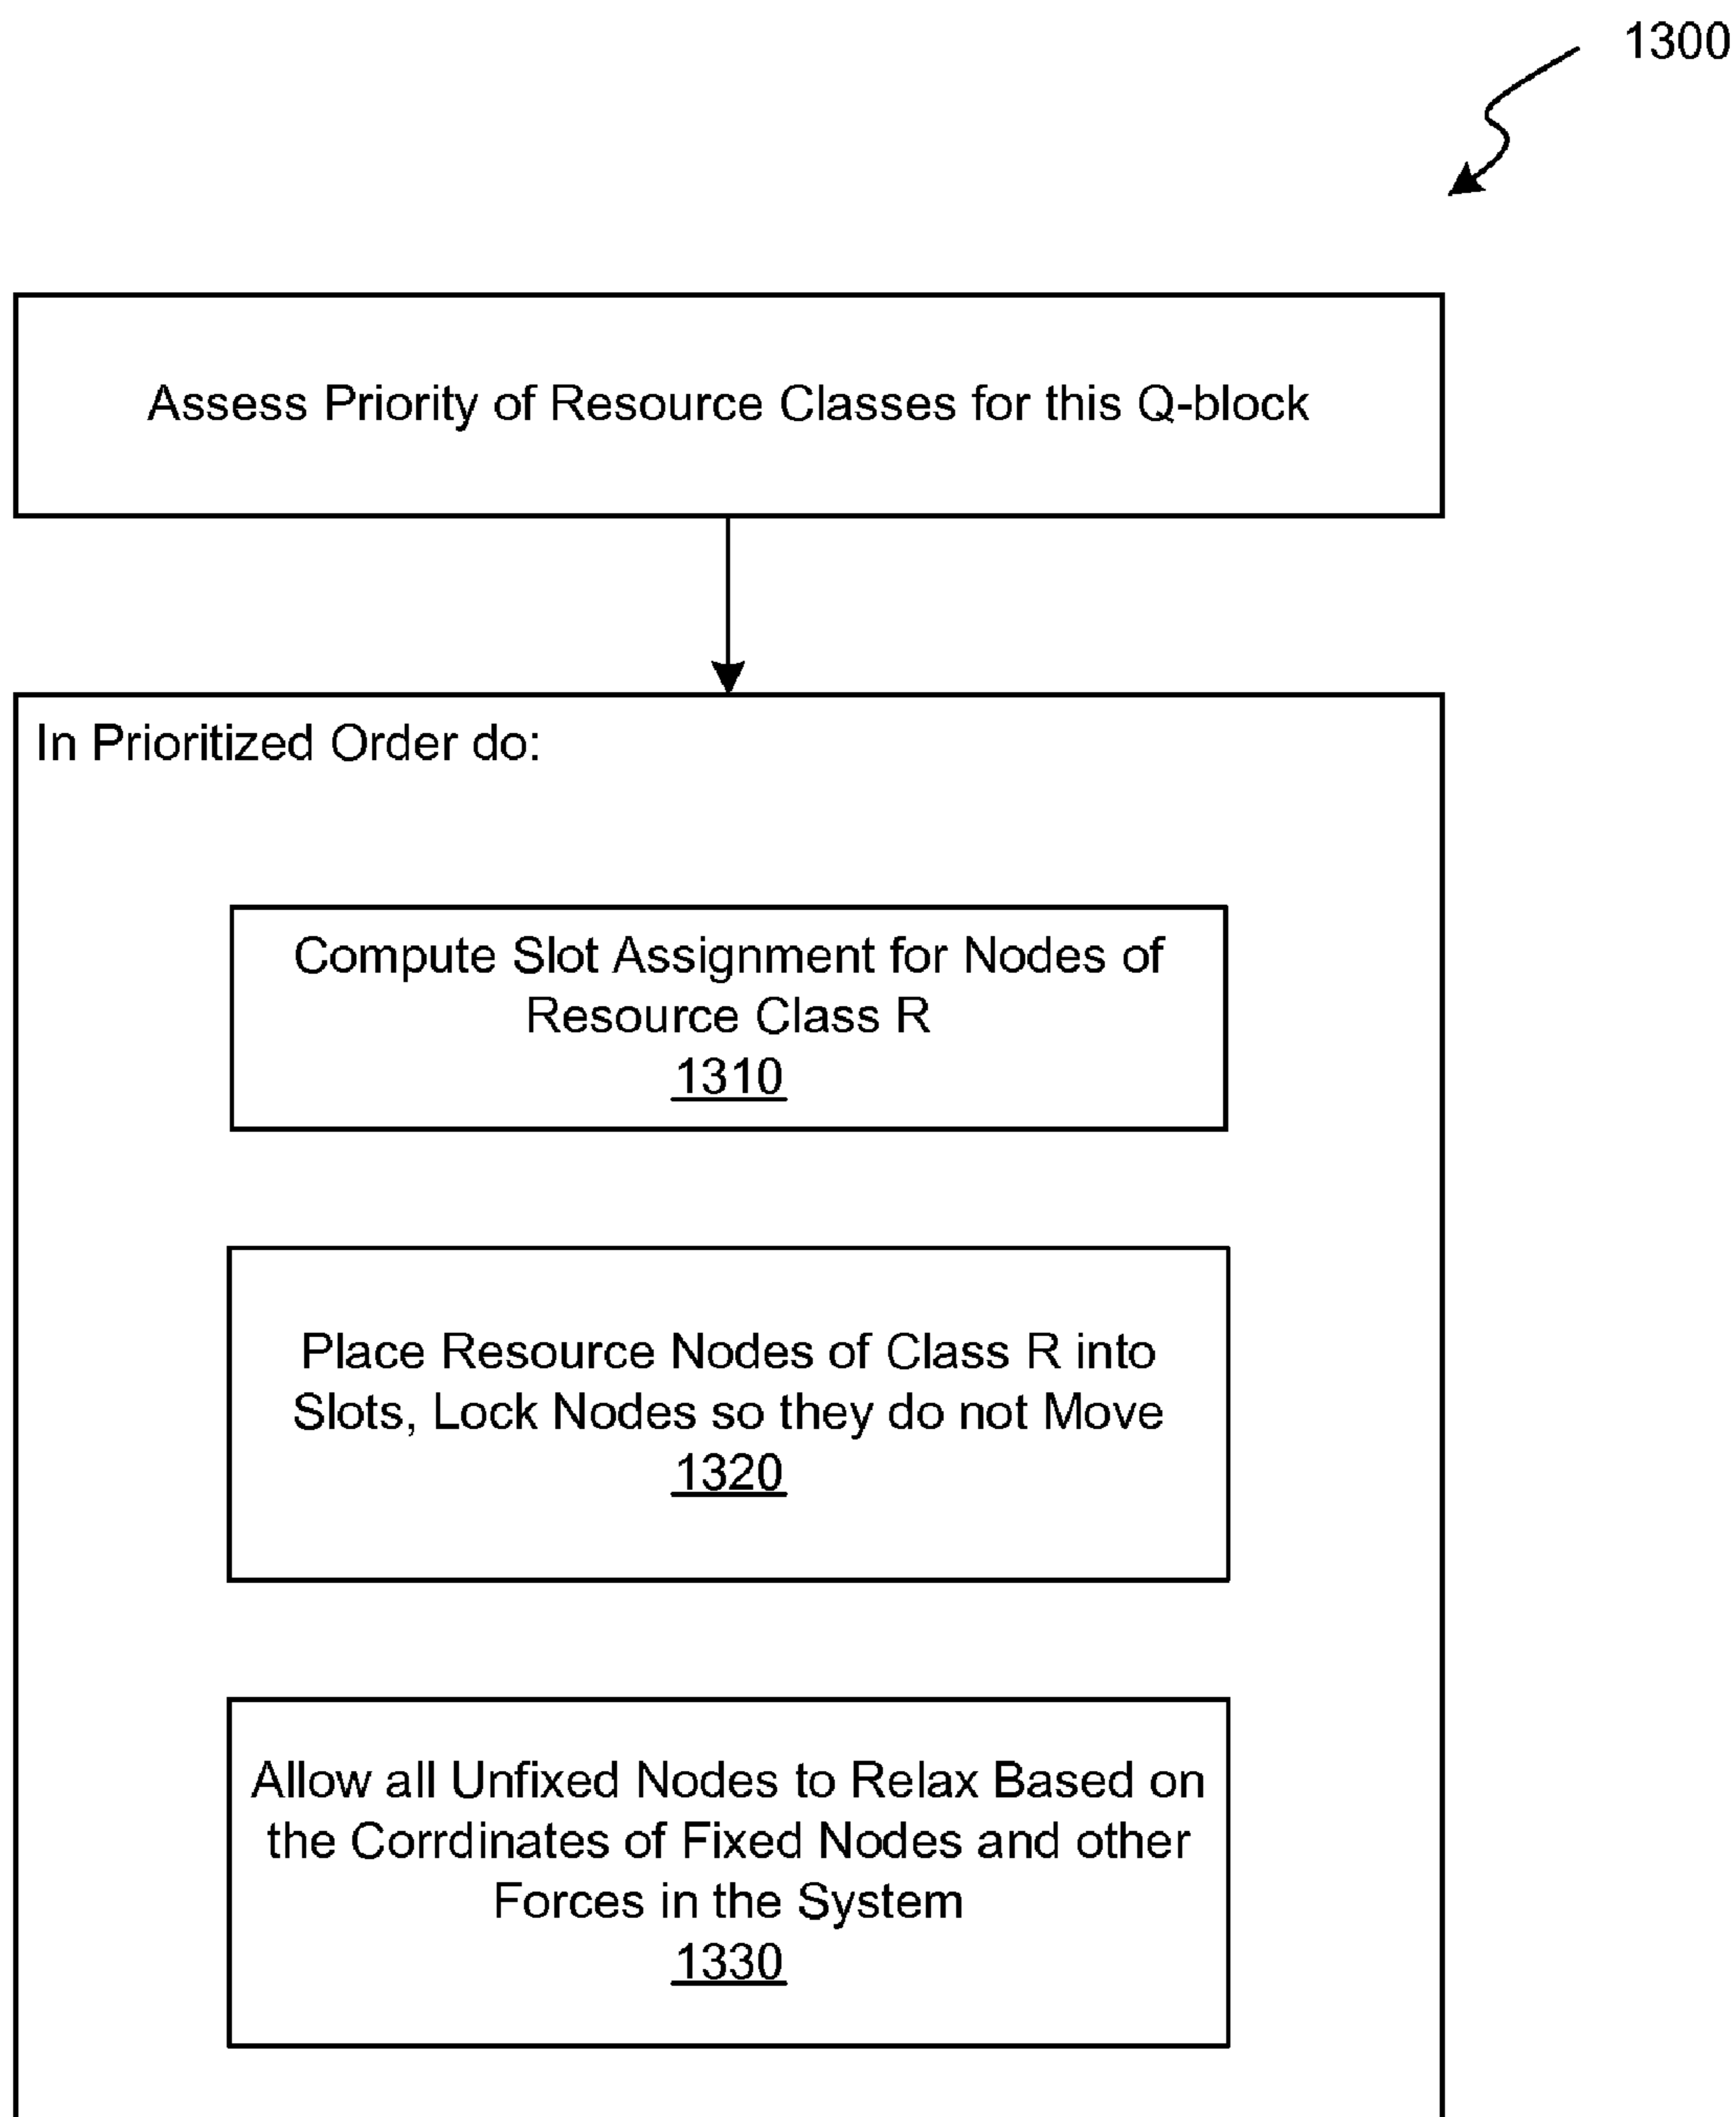 1300
Assess Priority of Resource Classes for this Q-block
In Prioritized Order do:
Compute Slot Assignment for Nodes of
Resource Class R
1310
Place Resource Nodes of Class R into
Slots, Lock Nodes so they do not Move
1320
Allow all Unfixed Nodes to Relax Based on
the Corrdinates of Fixed Nodes and other
Forces in the System
1330